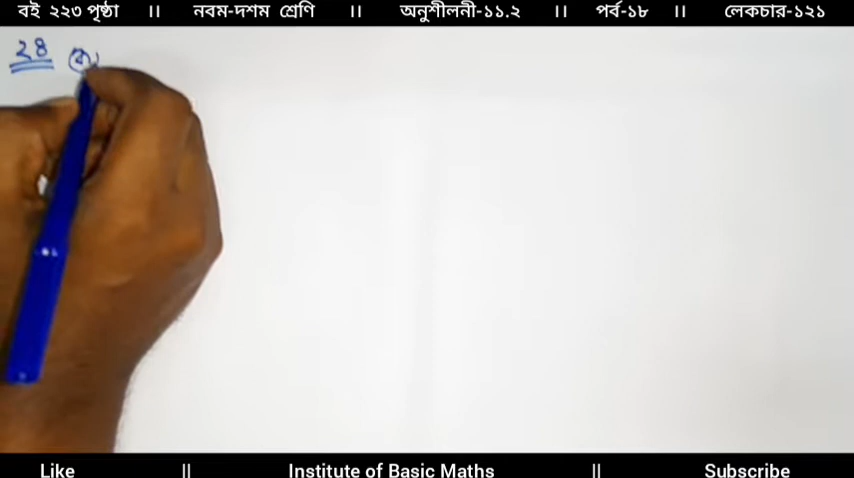 বই ২২৩ পৃষ্ঠা || নবম-দশম শ্রেণি || অনুশীলনী-১১.২ || পর্ব-১৮ || লেকচার-১২১
২৪
Like || Institute of Basic Maths || Subscribe